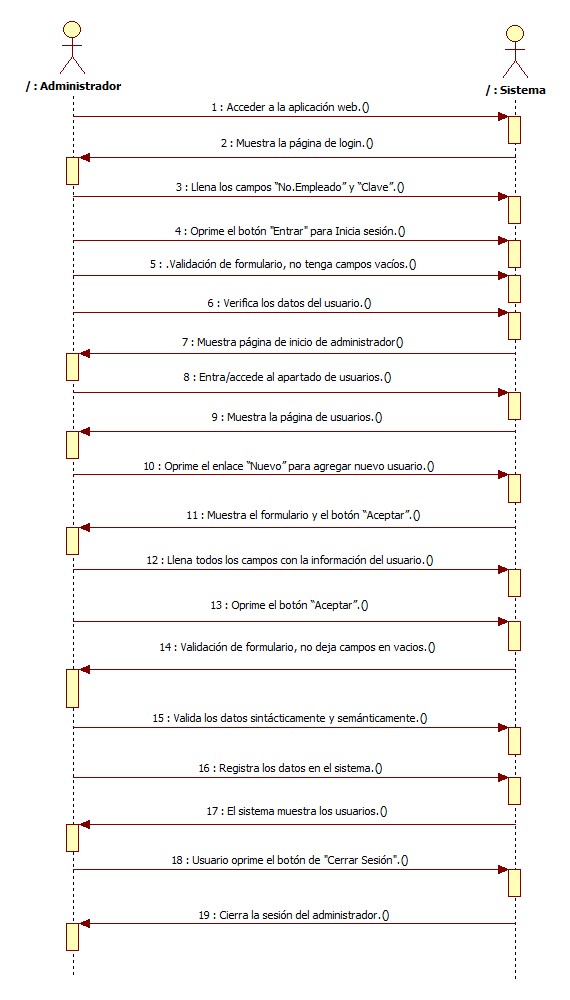 / : Administrador
/ : Sistema
1 : Acceder a la aplicación web.()
2 : Muestra la página de login.()
3 : Llena los campos “No.Empleado” y “Clave”.()
4 : Oprime el botón "Entrar" para Inicia sesión.()
5 : .Validación de formulario, no tenga campos vacíos.()
6 : Verifica los datos del usuario.()
7 : Muestra página de inicio de administrador()
8 : Entra/accede al apartado de usuarios.()
9 : Muestra la página de usuarios.()
10 : Oprime el enlace “Nuevo” para agregar nuevo usuario.()
11 : Muestra el formulario y el botón “Aceptar”.()
12 : Llena todos los campos con la información del usuario.()
13 : Oprime el botón “Aceptar”.()
14 : Validación de formulario, no deja campos en vacios.()
15 : Valida los datos sintácticamente y semánticamente.()
16 : Registra los datos en el sistema.()
17 : El sistema muestra los usuarios.()
18 : Usuario oprime el botón de "Cerrar Sesión".()
19 : Cierra la sesión del administrador.()